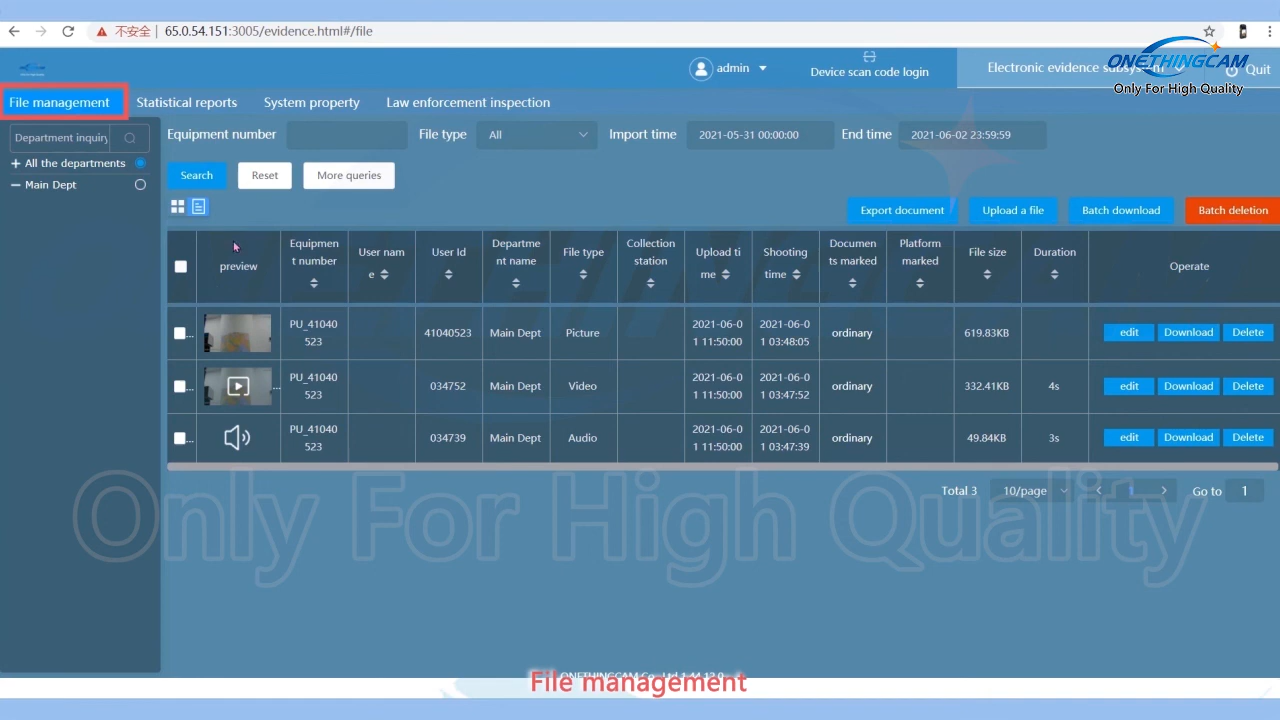 不安全 | 65.0.54.151:3005/evidence.html#/file
admin
Device scan code login
Electronic evidence subsystem
Quit
ONETHINGCAM
Only For High Quality
File management
Statistical reports
System property
Law enforcement inspection
Department inquiry
All the departments
Main Dept
Equipment number
File type
All
Import time
2021-05-31 00:00:00
End time
2021-06-02 23:59:59
Search
Reset
More queries
Export document
Upload a file
Batch download
Batch deletion
preview
Equipmen
t number
User nam
e
User Id
Departme
nt name
File type
Collection
station
Upload ti
me
Shooting
time
Documen
ts marked
Platform
marked
File size
Duration
Operate
PU_41040
523
41040523
Main Dept
Picture
2021-06-0
1 11:50:00
2021-06-0
1 03:48:05
ordinary
619.83KB
edit
Download
Delete
...
PU_41040
523
034752
Main Dept
Video
2021-06-0
1 11:50:00
2021-06-0
1 03:47:52
ordinary
332.41KB
4s
edit
Download
Delete
PU_41040
523
034739
Main Dept
Audio
2021-06-0
1 11:50:00
2021-06-0
1 03:47:39
ordinary
49.84KB
3s
edit
Download
Delete
Total 3
10/page
1
Go to
1
Only For High Quality
File management